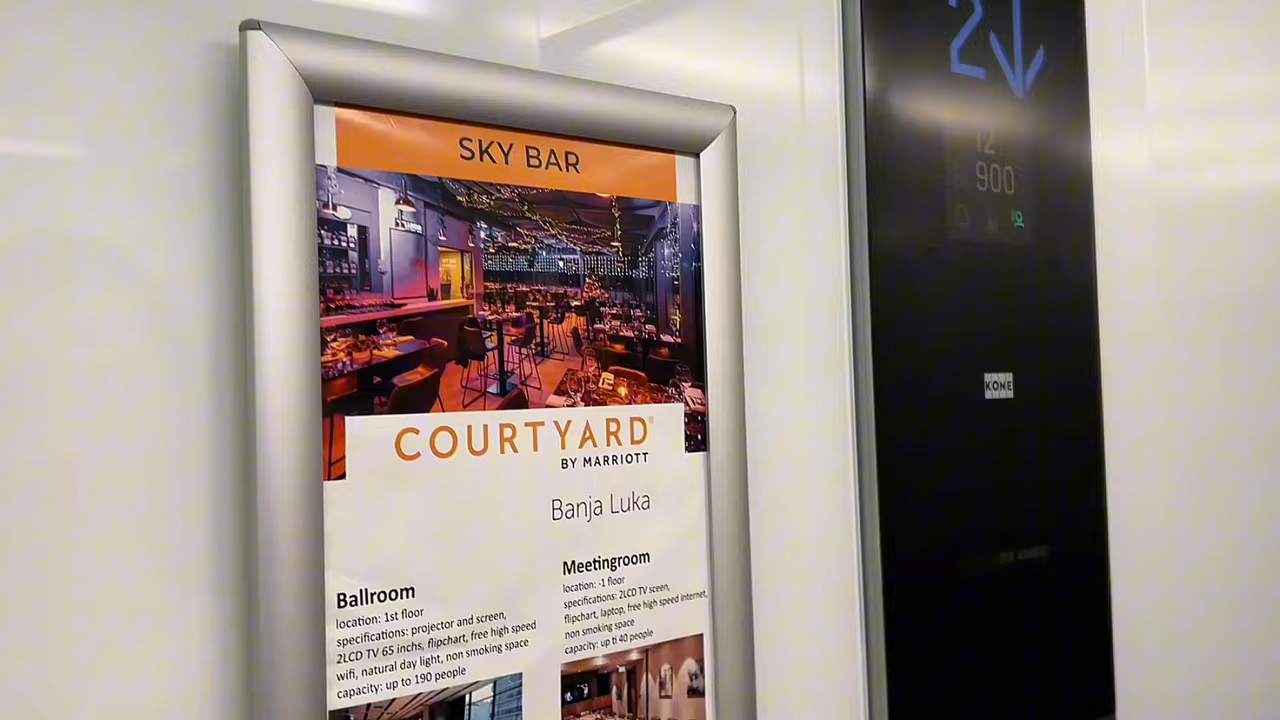 SKY BAR
COURTYARD®
BY MARRIOTT
Banja Luka
Ballroom
location: 1st floor
specifications: projector and screen,
2LCD TV 65 inchs, flipchart, free high speed
wifi, natural day light, non smoking space
capacity: up to 190 people
Meetingroom
location: -1 floor
specifications: 2LCD TV sceen,
flipchart, laptop, free high speed internet,
non smoking space
capacity: up ti 40 people
2
12
900
KONE